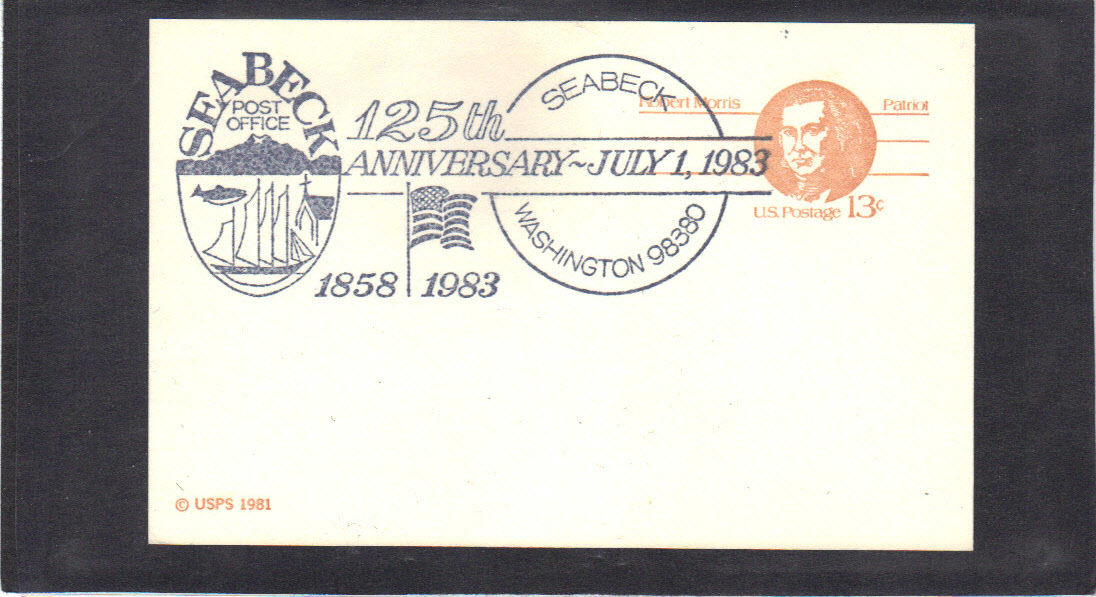 SEABECK
POST
OFFICE
125th
ANNIVERSARY~JULY 1, 1983
1858 1983
SEABECK
WASHINGTON 98380
Robert Morris
Patriot
U.S. Postage 13c
© USPS 1981